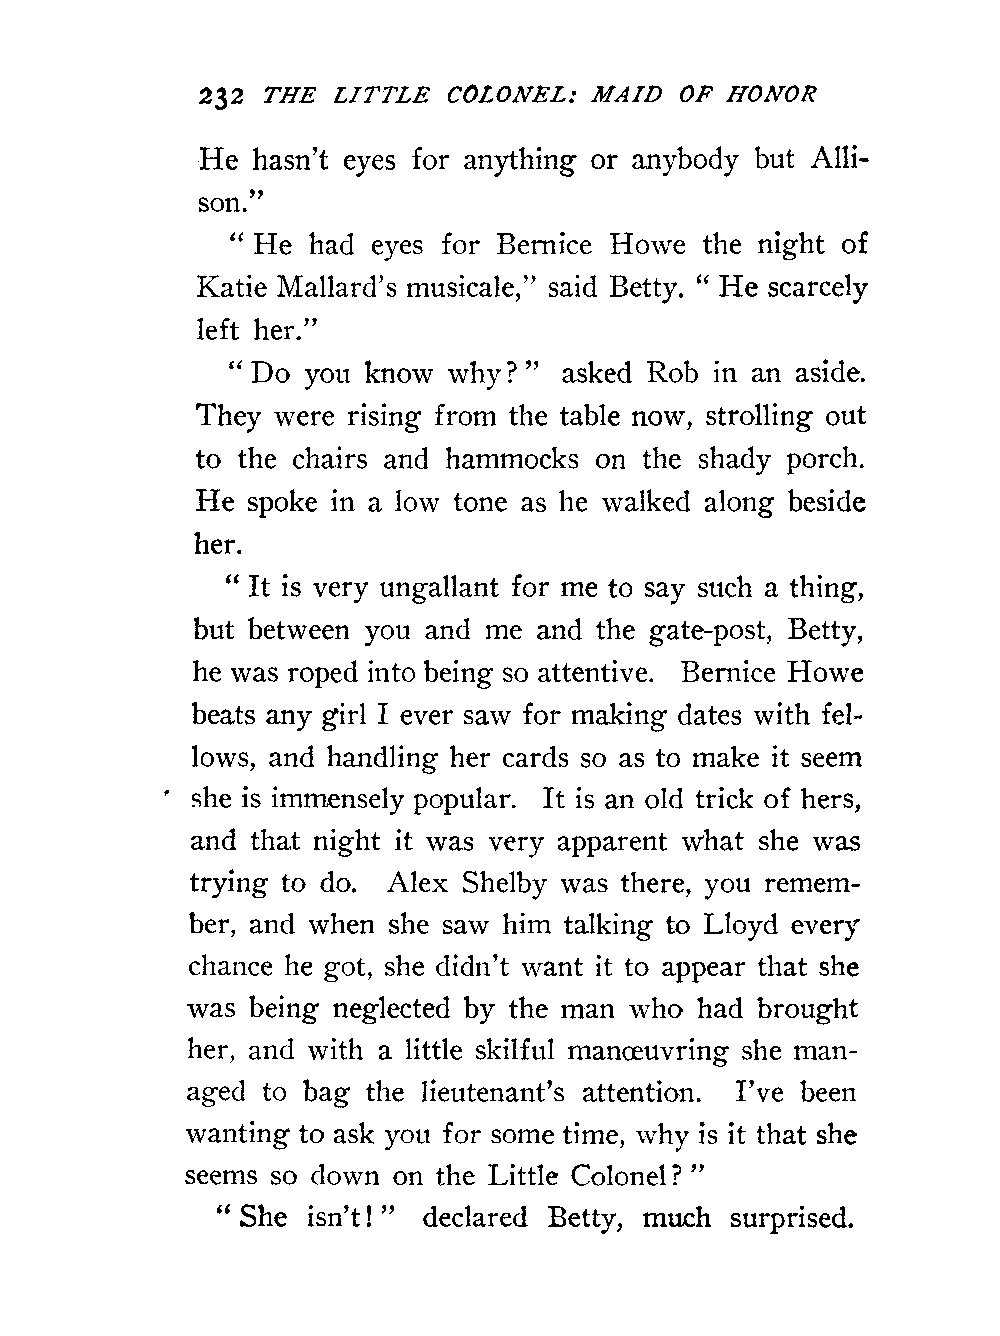 232 THE LITTLE COLONEL: MAID OF HONOR
He hasn't eyes for anything or anybody but Alli-
son."
" He had eyes for Bernice Howe the night of
Katie Mallard's musicale," said Betty. " He scarcely
left her."
" Do you know why? " asked Rob in an aside.
They were rising from the table now, strolling out
to the chairs and hammocks on the shady porch.
He spoke in a low tone as he walked along beside
her.
" It is very ungallant for me to say such a thing,
but between you and me and the gate-post, Betty,
he was roped into being so attentive. Bernice Howe
beats any girl I ever saw for making dates with fel-
lows, and handling her cards so as to make it seem
she is immensely popular. It is an old trick of hers,
and that night it was very apparent what she was
trying to do. Alex Shelby was there, you remem-
ber, and when she saw him talking to Lloyd every
chance he got, she didn't want it to appear that she
was being neglected by the man who had brought
her, and with a little skilful manœuvring she man-
aged to bag the lieutenant's attention. I've been
wanting to ask you for some time, why is it that she
seems so down on the Little Colonel? "
" She isn't! " declared Betty, much surprised.